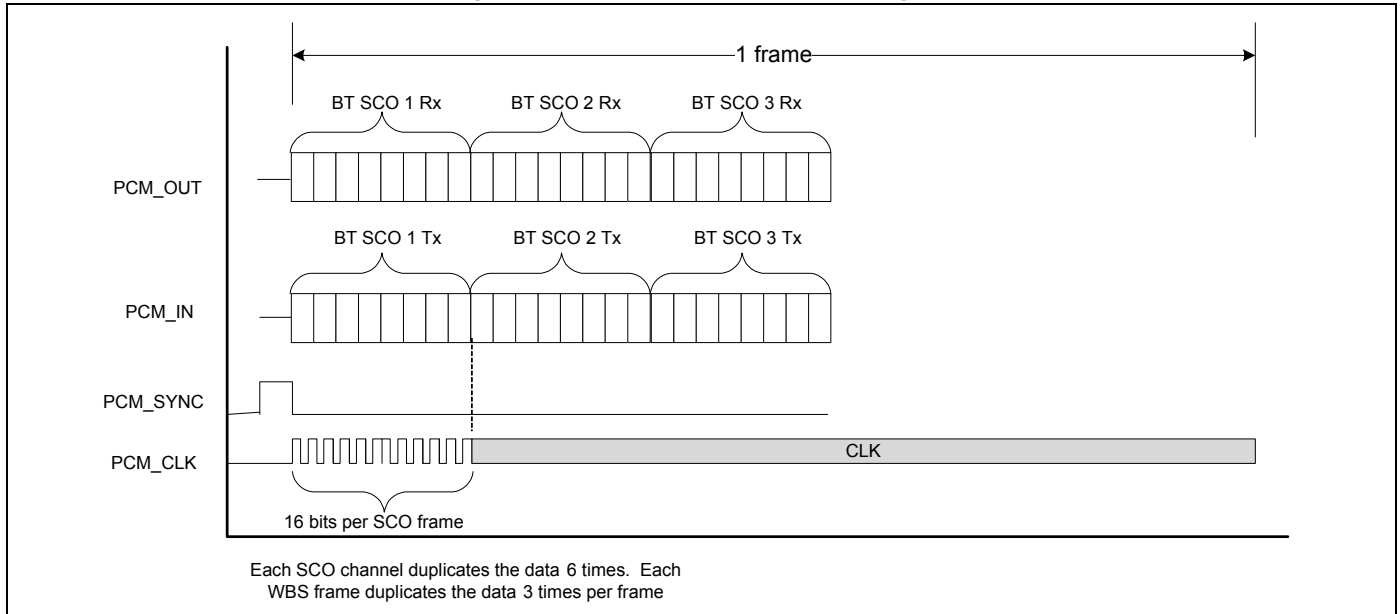 1 frame
BT SCO 1 Rx BT SCO 2 Rx BT SCO 3 Rx
PCM_OUT
BT SCO 1 Tx BT SCO 2 Tx BT SCO 3 Tx
PCM_IN
PCM_SYNC
PCM_CLK
CLK
16 bits per SCO frame
Each SCO channel duplicates the data 6 times. Each
WBS frame duplicates the data 3 times per frame